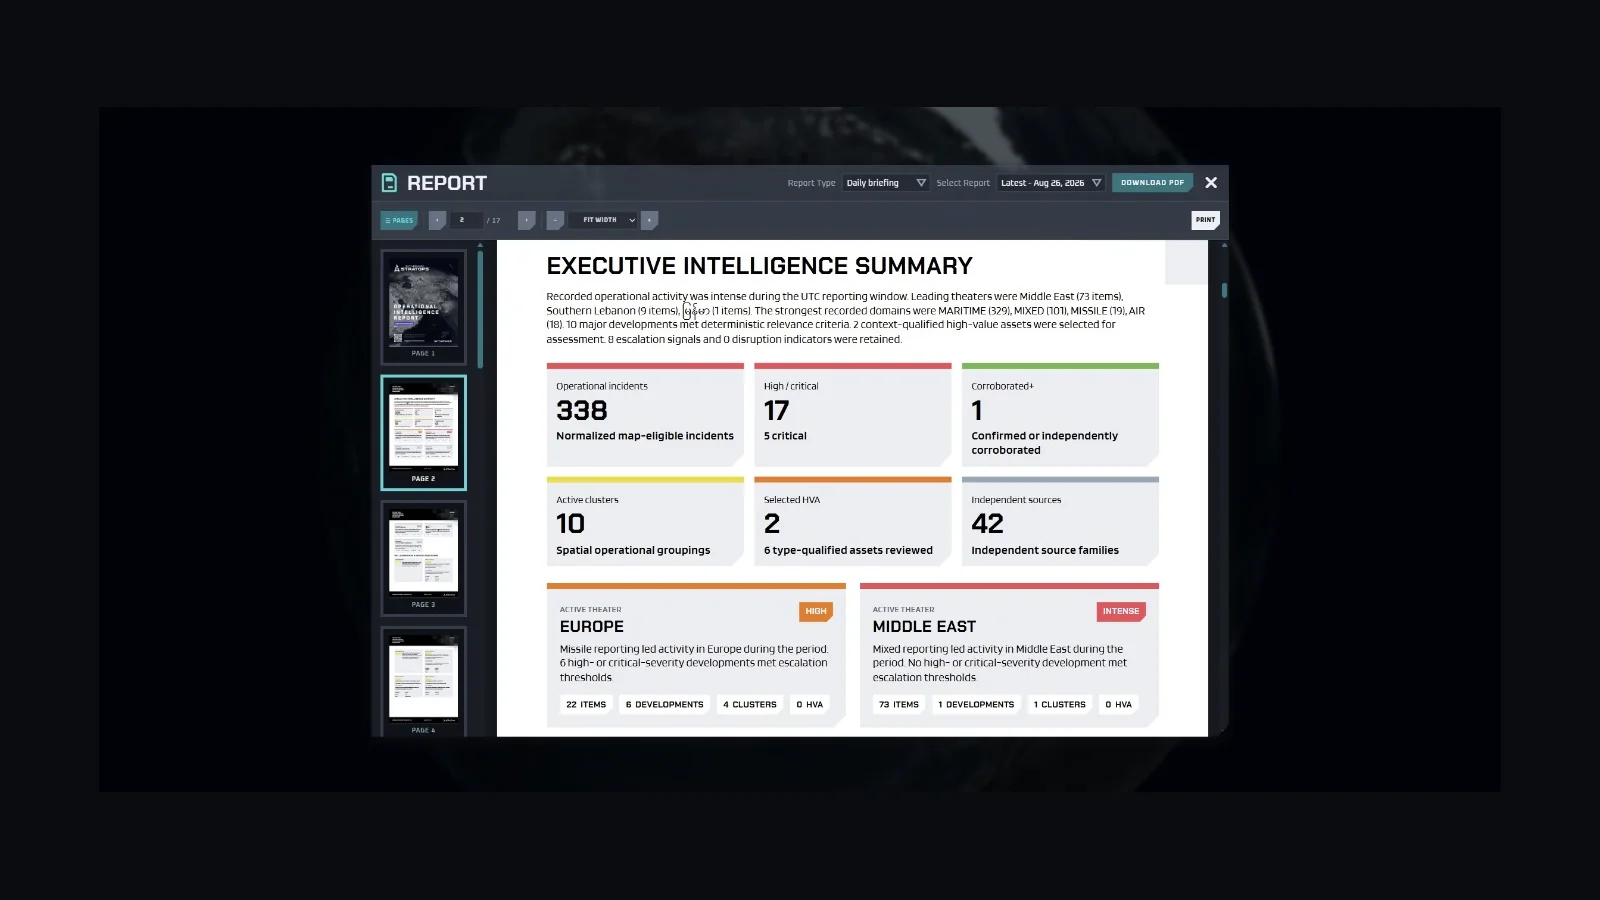 REPORT
Report Type
Daily briefing
Select Report
Latest - Aug 26, 2026
DOWNLOAD PDF
PAGES
2
/ 17
FIT WIDTH
PRINT
STRATOPS
OPERATIONAL
INTELLIGENCE
REPORT
PAGE 1
PAGE 2
PAGE 3
PAGE 4
EXECUTIVE INTELLIGENCE SUMMARY
Recorded operational activity was intense during the UTC reporting window. Leading theaters were Middle East (73 items),
Southern Lebanon (9 items), (1 items). The strongest recorded domains were MARITIME (329), MIXED (101), MISSILE (19), AIR
(18). 10 major developments met deterministic relevance criteria. 2 context-qualified high-value assets were selected for
assessment. 8 escalation signals and 0 disruption indicators were retained.
Operational incidents
338
Normalized map-eligible incidents
High / critical
17
5 critical
Corroborated+
1
Confirmed or independently
corroborated
Active clusters
10
Spatial operational groupings
Selected HVA
2
6 type-qualified assets reviewed
Independent sources
42
Independent source families
ACTIVE THEATER
HIGH
EUROPE
Missile reporting led activity in Europe during the period.
6 high- or critical-severity developments met escalation
thresholds.
22 ITEMS
6 DEVELOPMENTS
4 CLUSTERS
0 HVA
ACTIVE THEATER
INTENSE
MIDDLE EAST
Mixed reporting led activity in Middle East during the
period. No high- or critical-severity development met
escalation thresholds.
73 ITEMS
1 DEVELOPMENTS
1 CLUSTERS
0 HVA